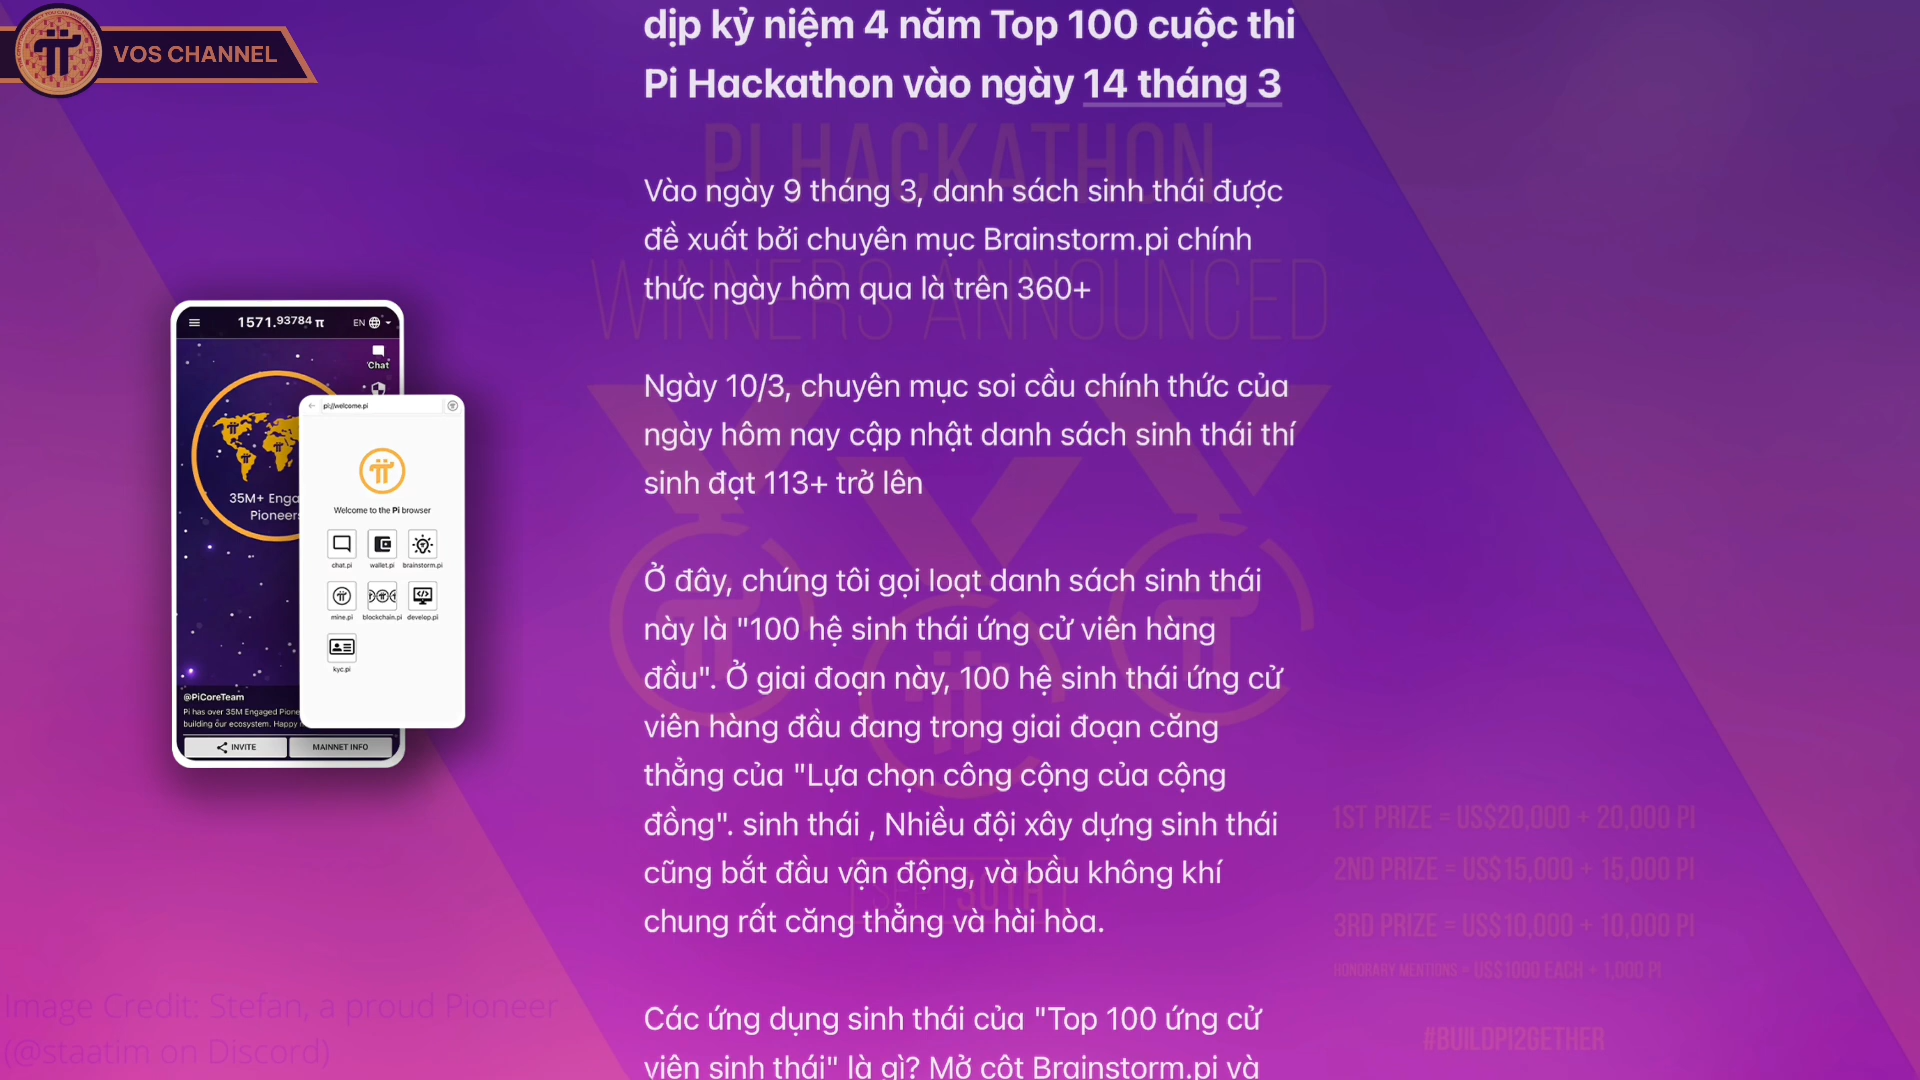 VOS CHANNEL
dịp kỷ niệm 4 năm Top 100 cuộc thi
Pi Hackathon vào ngày 14 tháng 3
PI HACKATHON
Vào ngày 9 tháng 3, danh sách sinh thái được
đề xuất bởi chuyên mục Brainstorm.pi chính
thức ngày hôm qua là trên 360+
WINNERS ANNOUNCED
Ngày 10/3, chuyên mục soi cầu chính thức của
ngày hôm nay cập nhật danh sách sinh thái thí
sinh đạt 113+ trở lên
Ở đây, chúng tôi gọi loạt danh sách sinh thái
này là "100 hệ sinh thái ứng cử viên hàng
đầu". Ở giai đoạn này, 100 hệ sinh thái ứng cử
viên hàng đầu đang trong giai đoạn căng
thẳng của "Lựa chọn công cộng của cộng
đồng". sinh thái , Nhiều đội xây dựng sinh thái
cũng bắt đầu vận động, và bầu không khí
chung rất căng thẳng và hài hòa.
SEPT 30TH
Các ứng dụng sinh thái của "Top 100 ứng cử
viên sinh thái" là gì? Mở cột Brainstorm.pi và
1571.93784 π
EN
Chat
35M+ Enga
Pioneers
pi://welcome.pi
Welcome to the Pi browser
chat.pi wallet.pi brainstorm.pi
mine.pi blockchain.pi develop.pi
kyc.pi
@PiCoreTeam
Pi has over 35M Engaged Pione
building our ecosystem. Happy
INVITE MAINNET INFO
1ST PRIZE = US$20,000 + 20,000 PI
2ND PRIZE = US$15,000 + 15,000 PI
3RD PRIZE = US$10,000 + 10,000 PI
HONORARY MENTIONS = US$1000 EACH + 1,000 PI
#BUILDPI2GETHER
Image Credit: Stefan, a proud Pioneer
(@staatim on Discord)